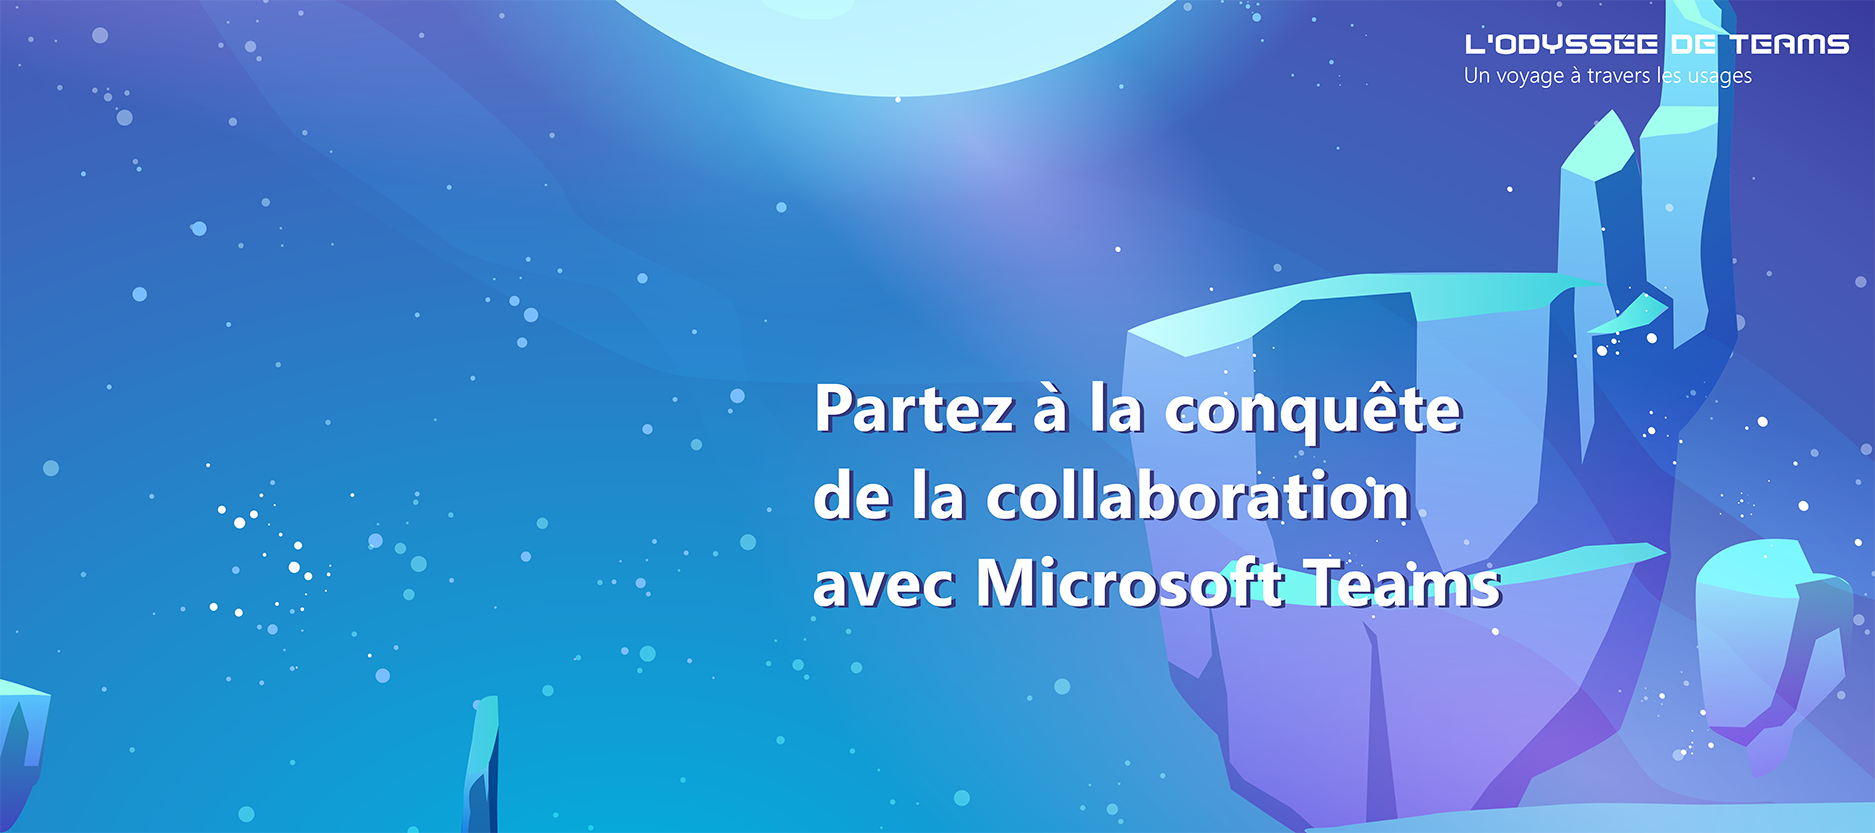 L'ODYSSÉE DE TEAMS
Un voyage à travers les usages
Partez à la conquête
de la collaboration
avec Microsoft Teams